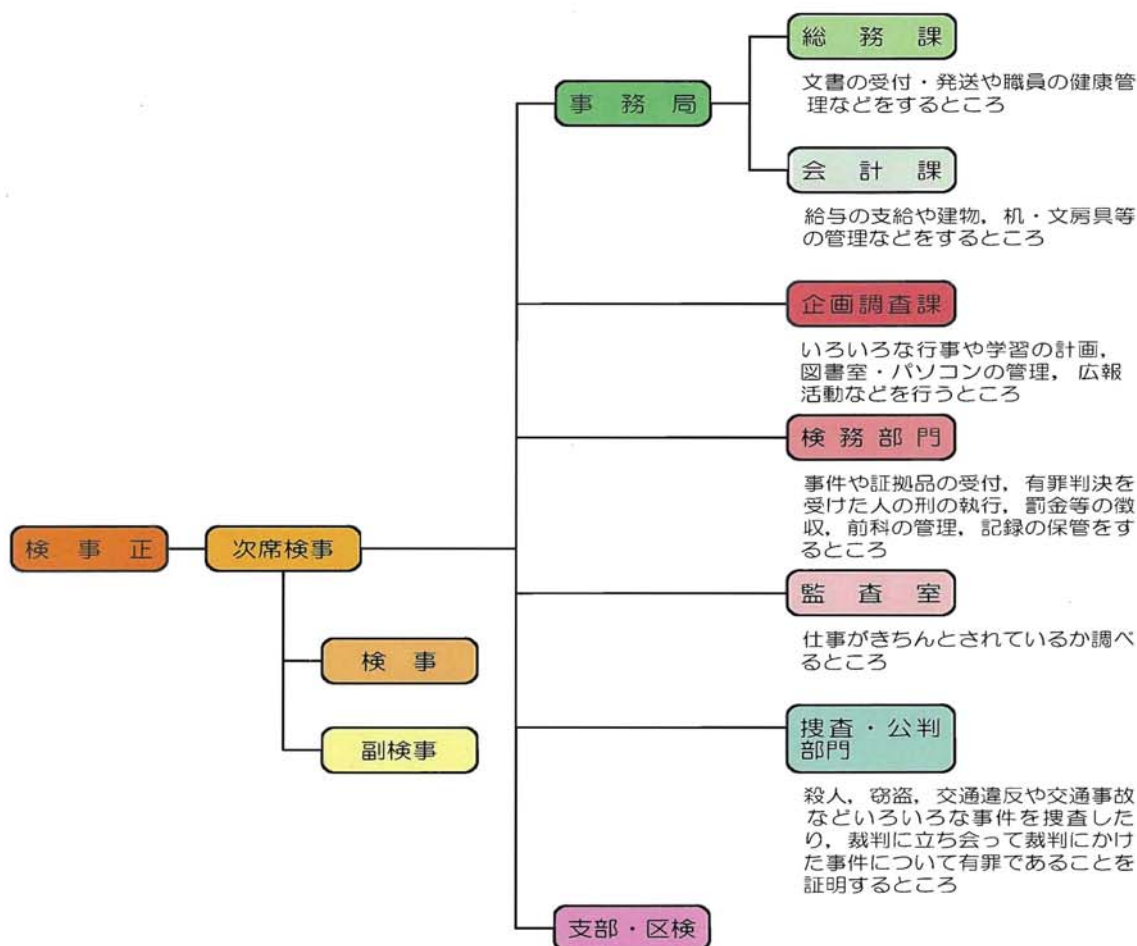 総務課
文書の受付・発送や職員の健康管
理などをするところ
事務局
会計課
給与の支給や建物，机・文房具等
の管理などをするところ
企画調査課
いろいろな行事や学習の計画，
図書室・パソコンの管理，広報
活動などを行うところ
検務部門
事件や証拠品の受付，有罪判決を
受けた人の刑の執行，罰金等の徴
収，前科の管理，記録の保管をす
るところ
検事正
次席検事
監査室
仕事がきちんとされているか調べ
るところ
検事
副検事
捜査・公判
部門
殺人，窃盗，交通違反や交通事故
などいろいろな事件を捜査した
り，裁判に立ち会って裁判にかけ
た事件について有罪であることを
証明するところ
支部・区検